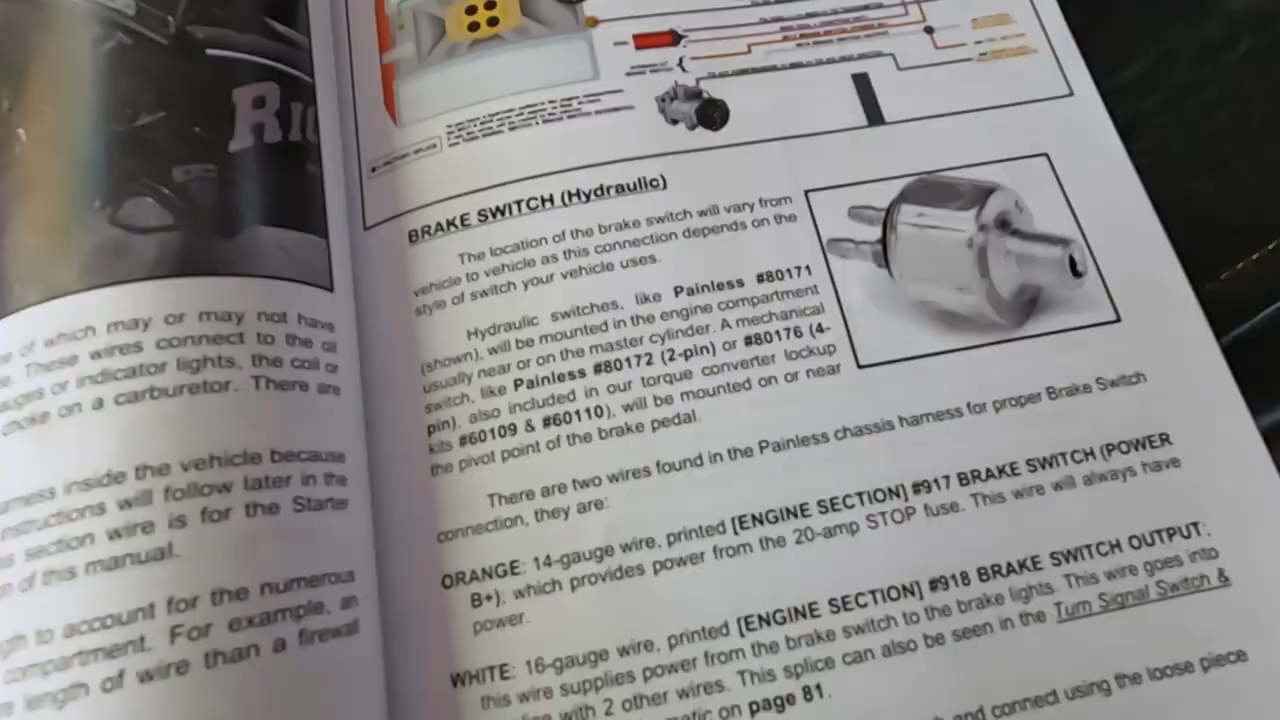 RI
e of which may or may not have
se. These wires connect to the oil
auges or indicator lights, the coil or
choke on a carburetor. There are
arness inside the vehicle because
nstructions will follow later in the
s section wire is for the Starter
n of this manual.
gth to account for the numerous
compartment. For example, an
e length of wire than a firewall
BRAKE SWITCH (Hydraulic)
The location of the brake switch will vary from
vehicle to vehicle as this connection depends on the
style of switch your vehicle uses.
Hydraulic switches, like Painless #80171
(shown), will be mounted in the engine compartment
usually near or on the master cylinder. A mechanical
switch, like Painless #80172 (2-pin) or #80176 (4-
pin), also included in our torque converter lockup
kits #60109 & #60110), will be mounted on or near
the pivot point of the brake pedal.
There are two wires found in the Painless chassis harness for proper Brake Switch
connection, they are:
ORANGE: 14-gauge wire, printed [ENGINE SECTION] #917 BRAKE SWITCH (POWER
B+), which provides power from the 20-amp STOP fuse. This wire will always have
power.
WHITE: 16-gauge wire, printed [ENGINE SECTION] #918 BRAKE SWITCH OUTPUT:
this wire supplies power from the brake switch to the brake lights. This wire goes into
with 2 other wires. This splice can also be seen in the Turn Signal Switch &
matic on page 81.
and connect using the loose piece